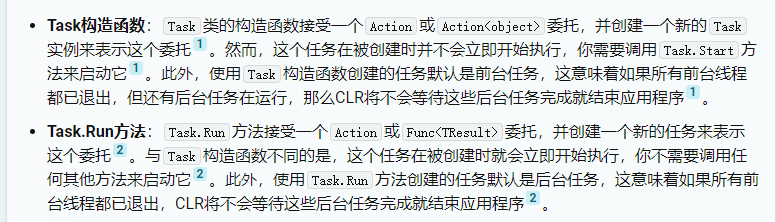 • Task构造函数： Task 类的构造函数接受一个 Action 或 Action<object> 委托，并创建一个新的 Task
实例来表示这个委托 1 。然而，这个任务在被创建时并不会立即开始执行，你需要调用 Task.Start 方
法来启动它 1 。此外，使用 Task 构造函数创建的任务默认是前台任务，这意味着如果所有前台线程
都已退出，但还有后台任务在运行，那么CLR将不会等待这些后台任务完成就结束应用程序 1 。
• Task.Run方法： Task.Run 方法接受一个 Action 或 Func<TResult> 委托，并创建一个新的任务来表示
这个委托 2 。与 Task 构造函数不同的是，这个任务在被创建时就会立即开始执行，你不需要调用任
何其他方法来启动它 2 。此外，使用 Task.Run 方法创建的任务默认是后台任务，这意味着如果所有前
台线程都已退出，CLR将不会等待这些后台任务完成就结束应用程序 2 。